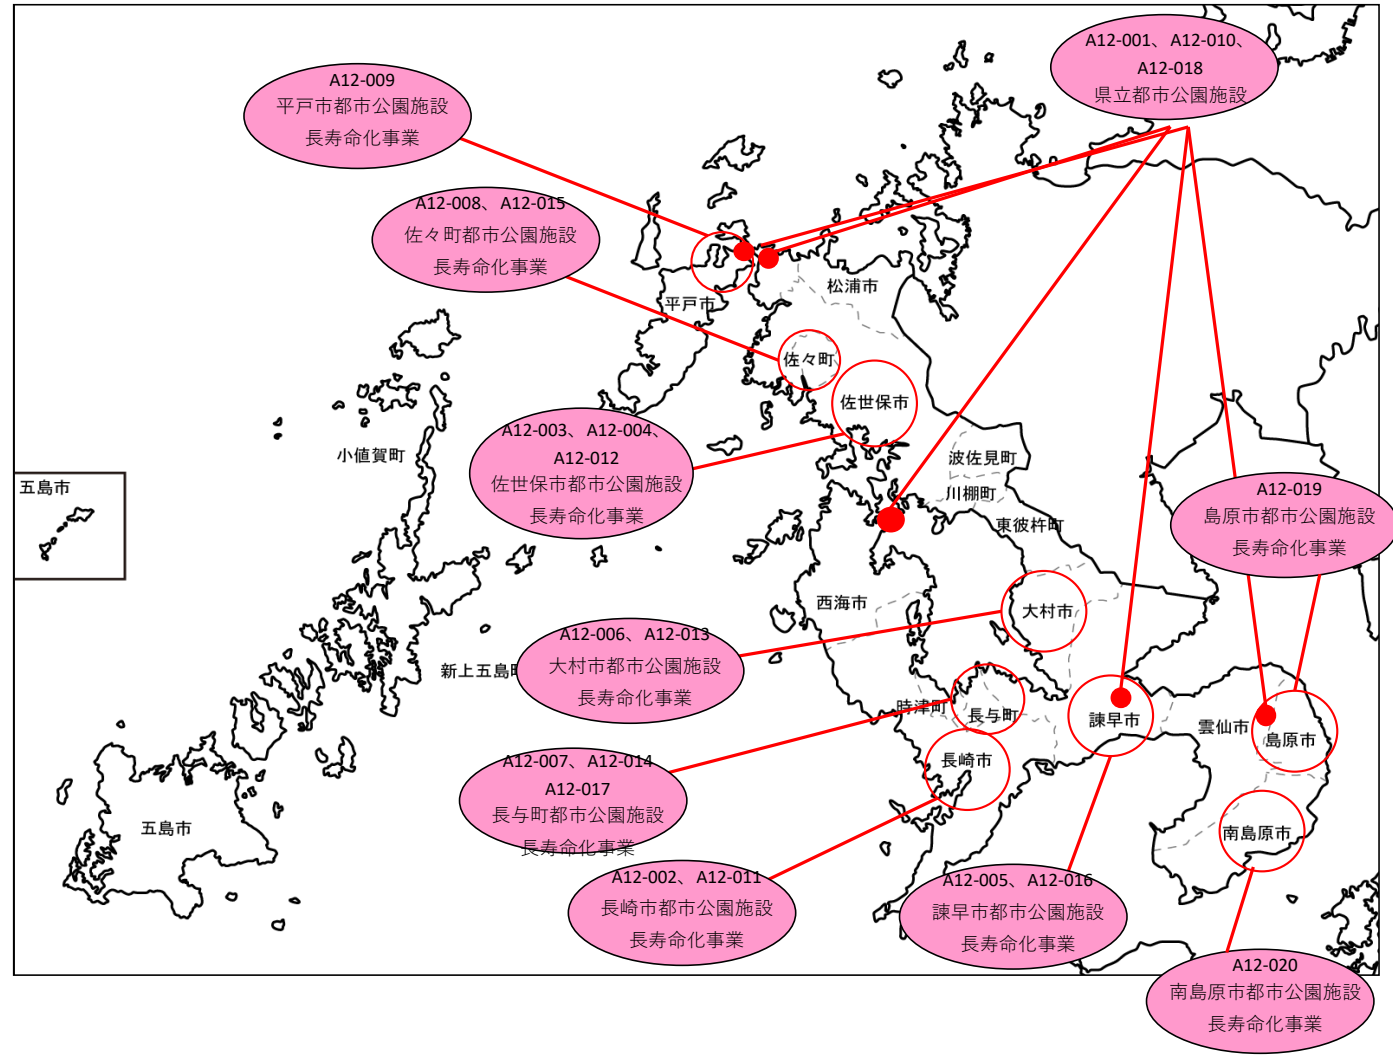 A12-001、A12-010、
A12-018
県立都市公園施設
A12-009
平戸市都市公園施設
長寿命化事業
A12-008、A12-015
佐々町都市公園施設
長寿命化事業
松浦市
平戸市
佐々町
佐世保市
A12-003、A12-004、
A12-012
佐世保市都市公園施設
長寿命化事業
小値賀町
波佐見町
川棚町
東彼杵町
五島市
A12-019
島原市都市公園施設
長寿命化事業
西海市
大村市
A12-006、A12-013
大村市都市公園施設
長寿命化事業
新上五島町
時津町
長与町
諫早市
雲仙市
島原市
長崎市
A12-007、A12-014
A12-017
長与町都市公園施設
長寿命化事業
五島市
南島原市
A12-002、A12-011
長崎市都市公園施設
長寿命化事業
A12-005、A12-016
諫早市都市公園施設
長寿命化事業
A12-020
南島原市都市公園施設
長寿命化事業